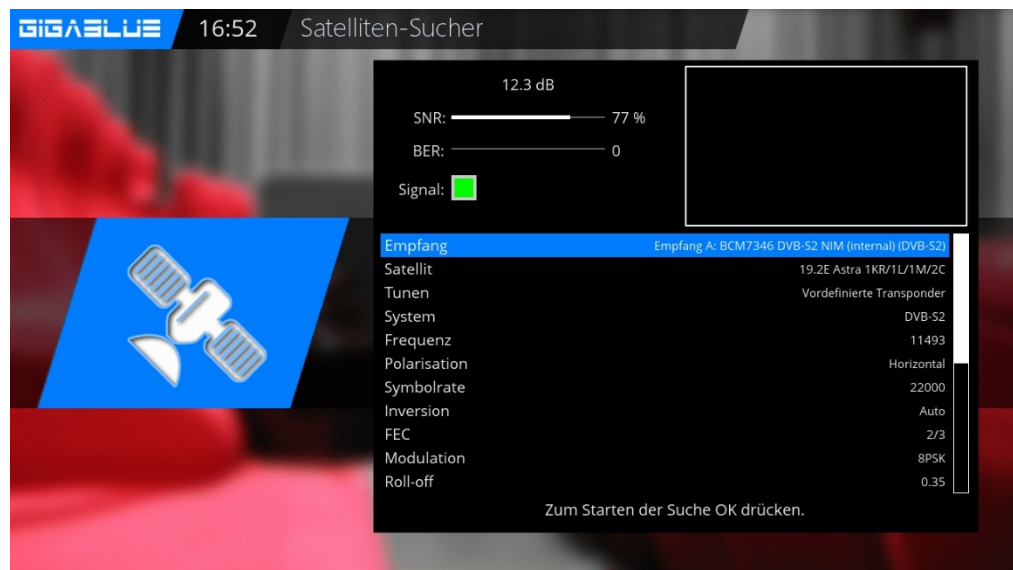 GIGABLUE 16:52 Satelliten-Sucher
12.3 dB
SNR: 77 %
BER: 0
Signal:
Empfang Empfang A: BCM7346 DVB-S2 NIM (internal) (DVB-S2)
Satellit 19.2E Astra 1KR/1L/1M/2C
Tunen Vordefinierte Transponder
System DVB-S2
Frequenz 11493
Polarisation Horizontal
Symbolrate 22000
Inversion Auto
FEC 2/3
Modulation 8PSK
Roll-off 0.35
Zum Starten der Suche OK drücken.